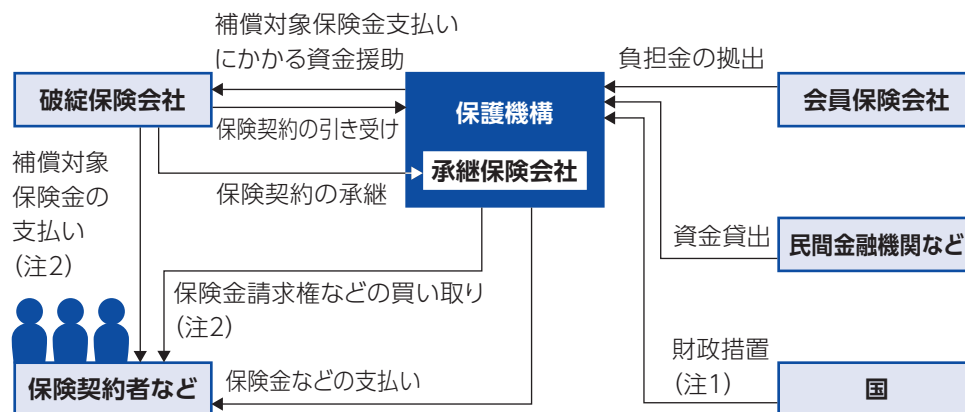 補償対象保険金支払い
にかかる資金援助
負担金の拠出
破綻保険会社
保護機構
会員保険会社
保険契約の引き受け
補償対象
保険金の
支払い
(注2)
承継保険会社
保険契約の承継
資金貸出
民間金融機関など
保険金請求権などの買い取り
(注2)
財政措置
(注1)
保険契約者など
保険金などの支払い
国